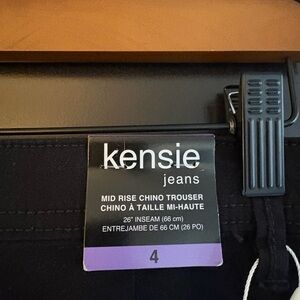 kensie
jeans
MID RISE CHINO TROUSER
CHINO À TAILLE MI-HAUTE
26" INSEAM (66 cm)
ENTREJAMBE DE 66 CM (26 PO)
4